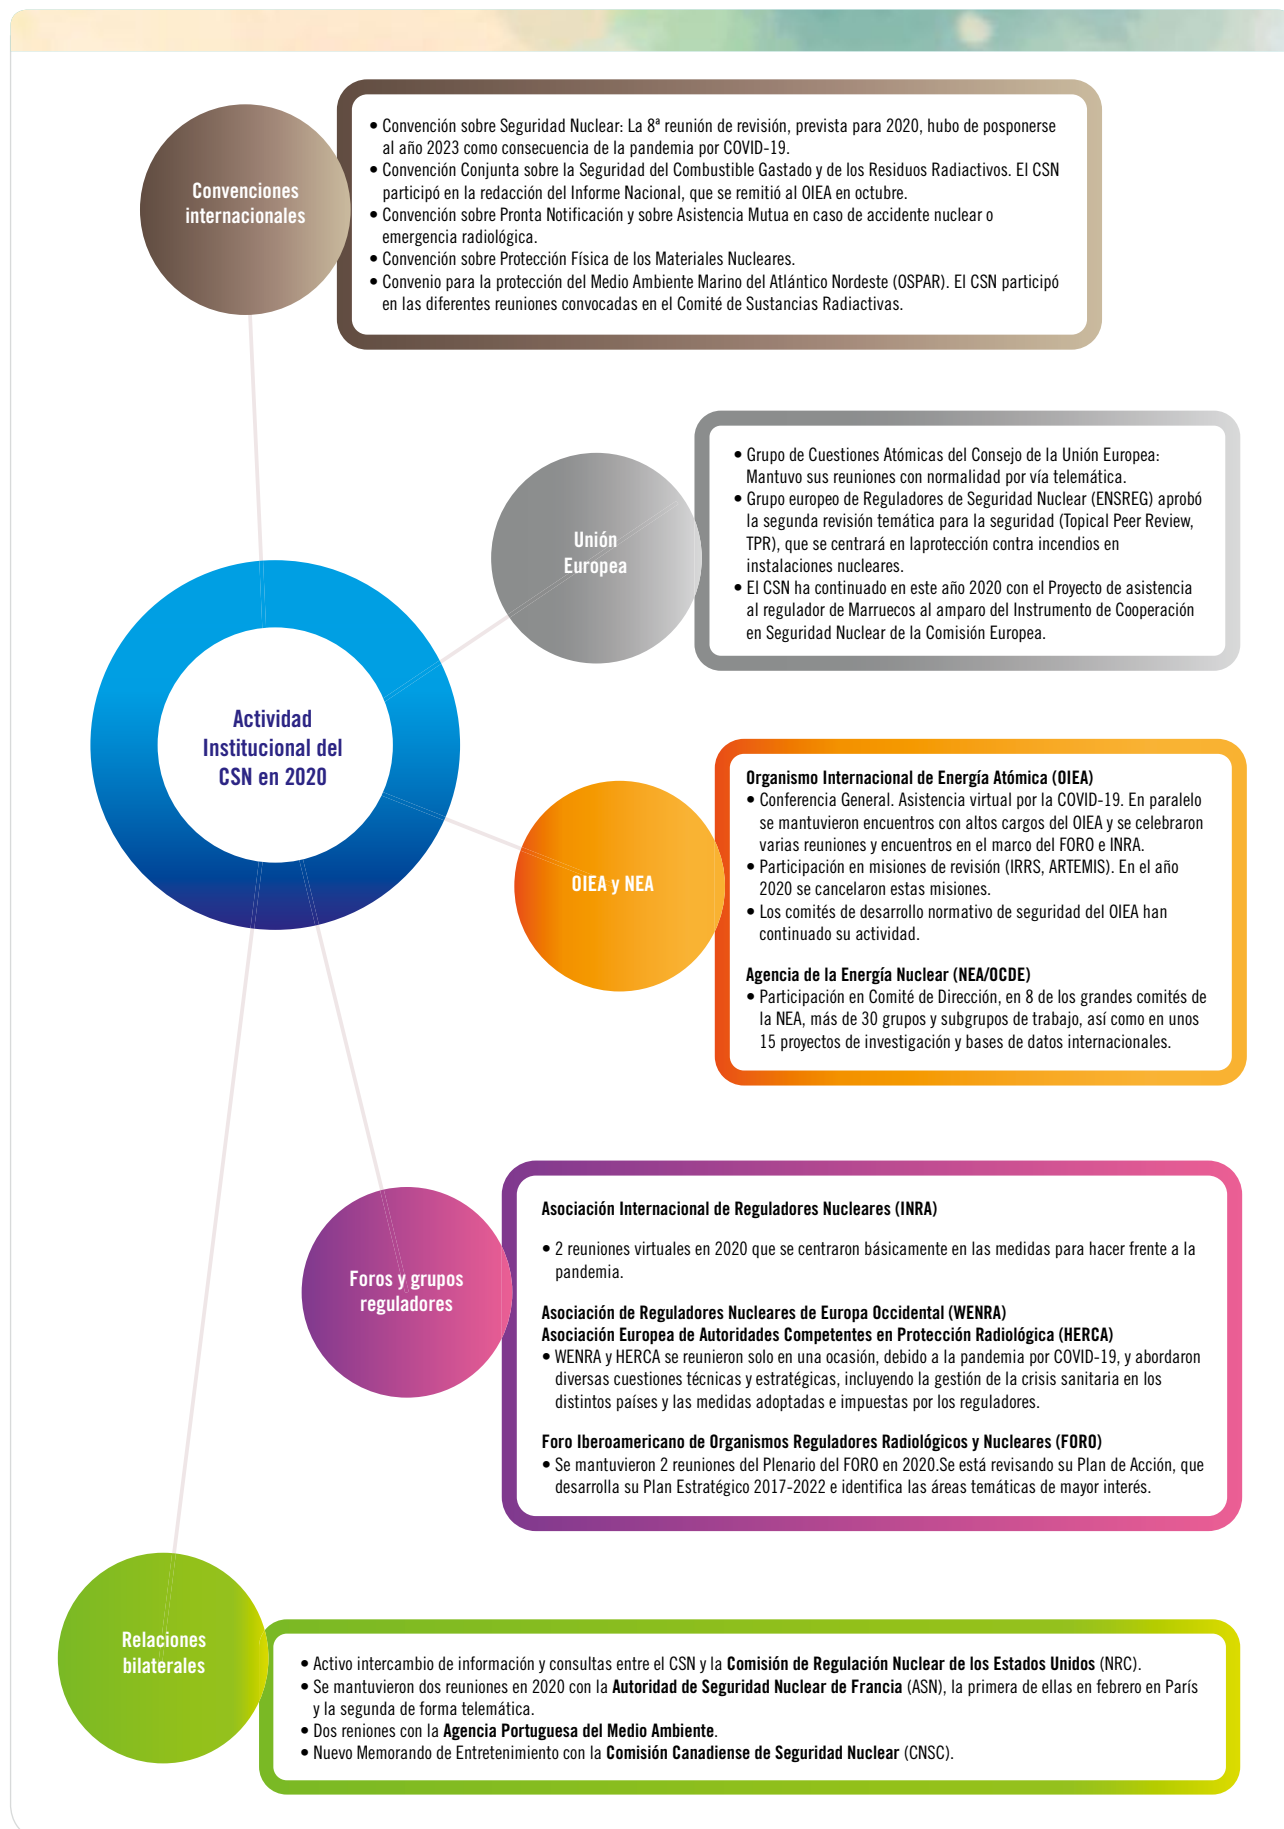 Convenciones
internacionales
• Convención sobre Seguridad Nuclear: La 8ª reunión de revisión, prevista para 2020, hubo de posponerse
al año 2023 como consecuencia de la pandemia por COVID-19.
• Convención Conjunta sobre la Seguridad del Combustible Gastado y de los Residuos Radiactivos. El CSN
participó en la redacción del Informe Nacional, que se remitió al OIEA en octubre.
• Convención sobre Pronta Notificación y sobre Asistencia Mutua en caso de accidente nuclear o
emergencia radiológica.
• Convención sobre Protección Física de los Materiales Nucleares.
• Convenio para la protección del Medio Ambiente Marino del Atlántico Nordeste (OSPAR). El CSN participó
en las diferentes reuniones convocadas en el Comité de Sustancias Radiactivas.
Unión
Europea
• Grupo de Cuestiones Atómicas del Consejo de la Unión Europea:
Mantuvo sus reuniones con normalidad por vía telemática.
• Grupo europeo de Reguladores de Seguridad Nuclear (ENSREG) aprobó
la segunda revisión temática para la seguridad (Topical Peer Review,
TPR), que se centrará en laprotección contra incendios en
instalaciones nucleares.
• El CSN ha continuado en este año 2020 con el Proyecto de asistencia
al regulador de Marruecos al amparo del Instrumento de Cooperación
en Seguridad Nuclear de la Comisión Europea.
Actividad
Institucional del
CSN en 2020
OIEA y NEA
Organismo Internacional de Energía Atómica (OIEA)
• Conferencia General. Asistencia virtual por la COVID-19. En paralelo
se mantuvieron encuentros con altos cargos del OIEA y se celebraron
varias reuniones y encuentros en el marco del FORO e INRA.
• Participación en misiones de revisión (IRRS, ARTEMIS). En el año
2020 se cancelaron estas misiones.
• Los comités de desarrollo normativo de seguridad del OIEA han
continuado su actividad.
Agencia de la Energía Nuclear (NEA/OCDE)
• Participación en Comité de Dirección, en 8 de los grandes comités de
la NEA, más de 30 grupos y subgrupos de trabajo, así como en unos
15 proyectos de investigación y bases de datos internacionales.
Foros y grupos
reguladores
Asociación Internacional de Reguladores Nucleares (INRA)
• 2 reuniones virtuales en 2020 que se centraron básicamente en las medidas para hacer frente a la
pandemia.
Asociación de Reguladores Nucleares de Europa Occidental (WENRA)
Asociación Europea de Autoridades Competentes en Protección Radiológica (HERCA)
• WENRA y HERCA se reunieron solo en una ocasión, debido a la pandemia por COVID-19, y abordaron
diversas cuestiones técnicas y estratégicas, incluyendo la gestión de la crisis sanitaria en los
distintos países y las medidas adoptadas e impuestas por los reguladores.
Foro Iberoamericano de Organismos Reguladores Radiológicos y Nucleares (FORO)
• Se mantuvieron 2 reuniones del Plenario del FORO en 2020.Se está revisando su Plan de Acción, que
desarrolla su Plan Estratégico 2017-2022 e identifica las áreas temáticas de mayor interés.
Relaciones
bilaterales
• Activo intercambio de información y consultas entre el CSN y la Comisión de Regulación Nuclear de los Estados Unidos (NRC).
• Se mantuvieron dos reuniones en 2020 con la Autoridad de Seguridad Nuclear de Francia (ASN), la primera de ellas en febrero en París
y la segunda de forma telemática.
• Dos reniones con la Agencia Portuguesa del Medio Ambiente.
• Nuevo Memorando de Entretenimiento con la Comisión Canadiense de Seguridad Nuclear (CNSC).